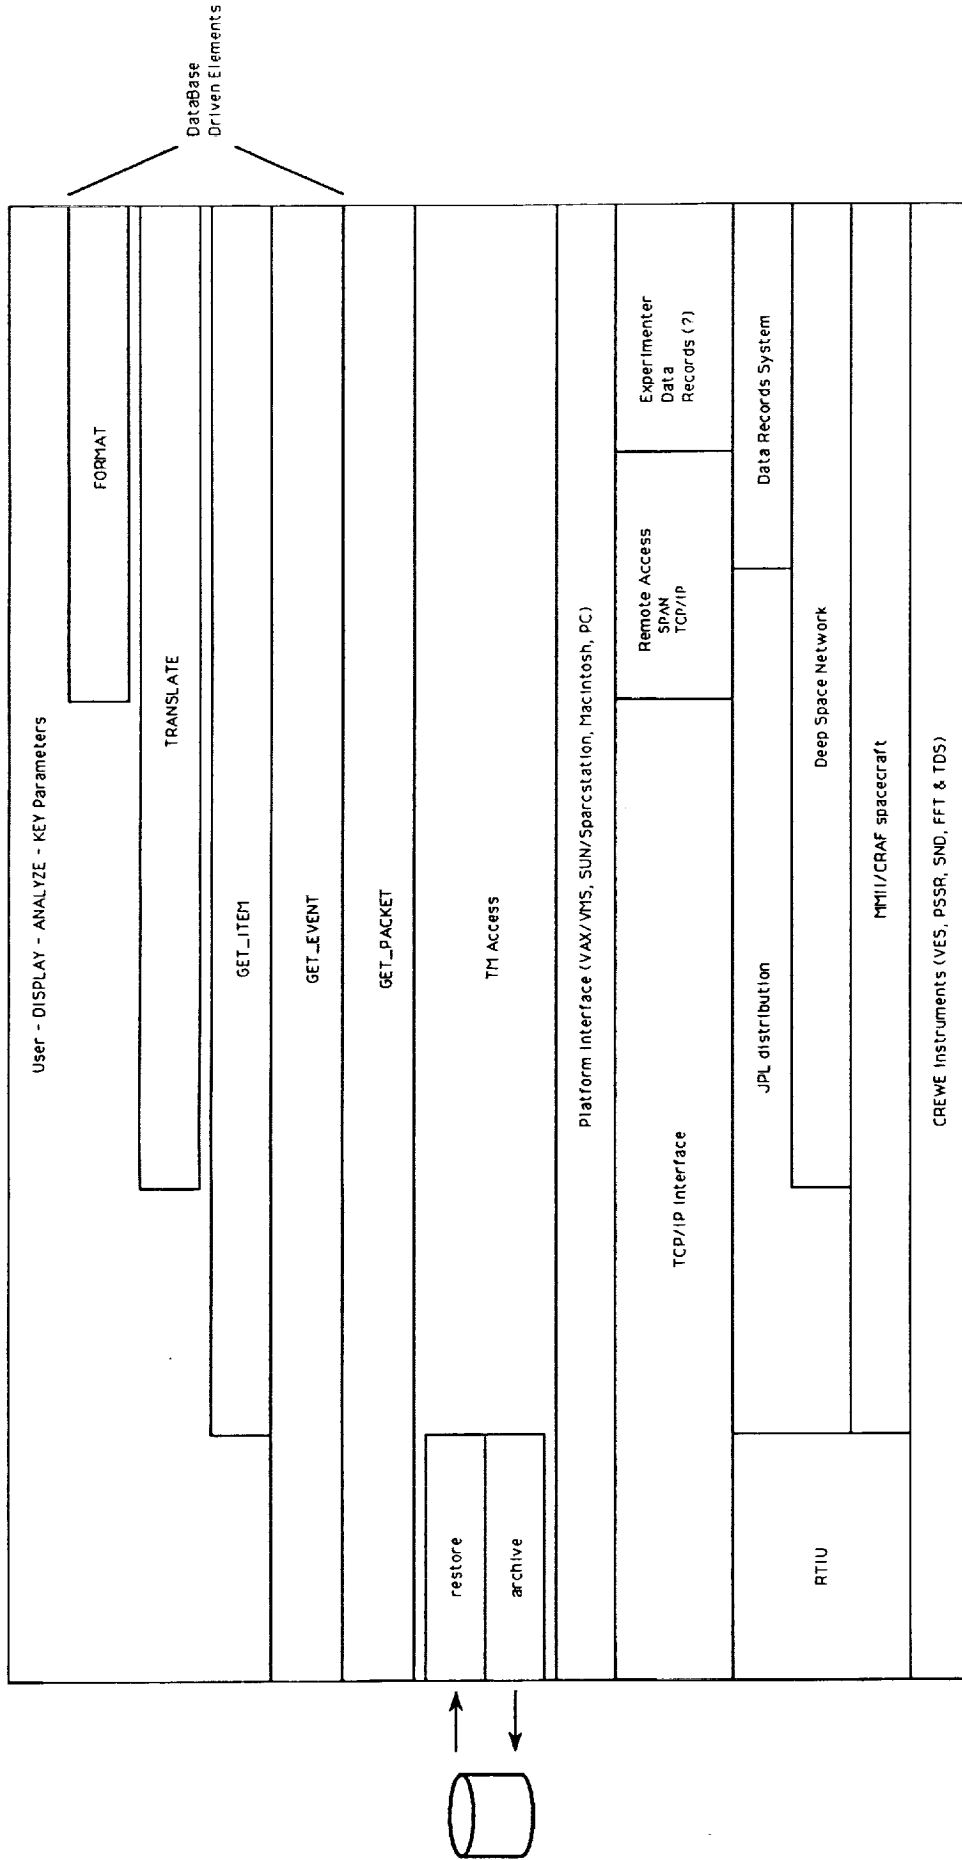 User - DISPLAY - ANALYZE - KEY Parameters
FORMAT
TRANSLATE
GET_ITEM
GET_EVENT
GET_PACKET
DataBase
Driven Elements
restore
archive
TM Access
Platform Interface (VAX/VMS, SUN/Sparcstation, Macintosh, PC)
TCP/IP Interface
Remote Access
SPAN
TCP/IP
Experimenter
Data
Records (?)
RTIU
JPL distribution
Data Records System
Deep Space Network
MMII/CRAF spacecraft
CREWE Instruments (VES, PSSR, SND, FFT & TDS)